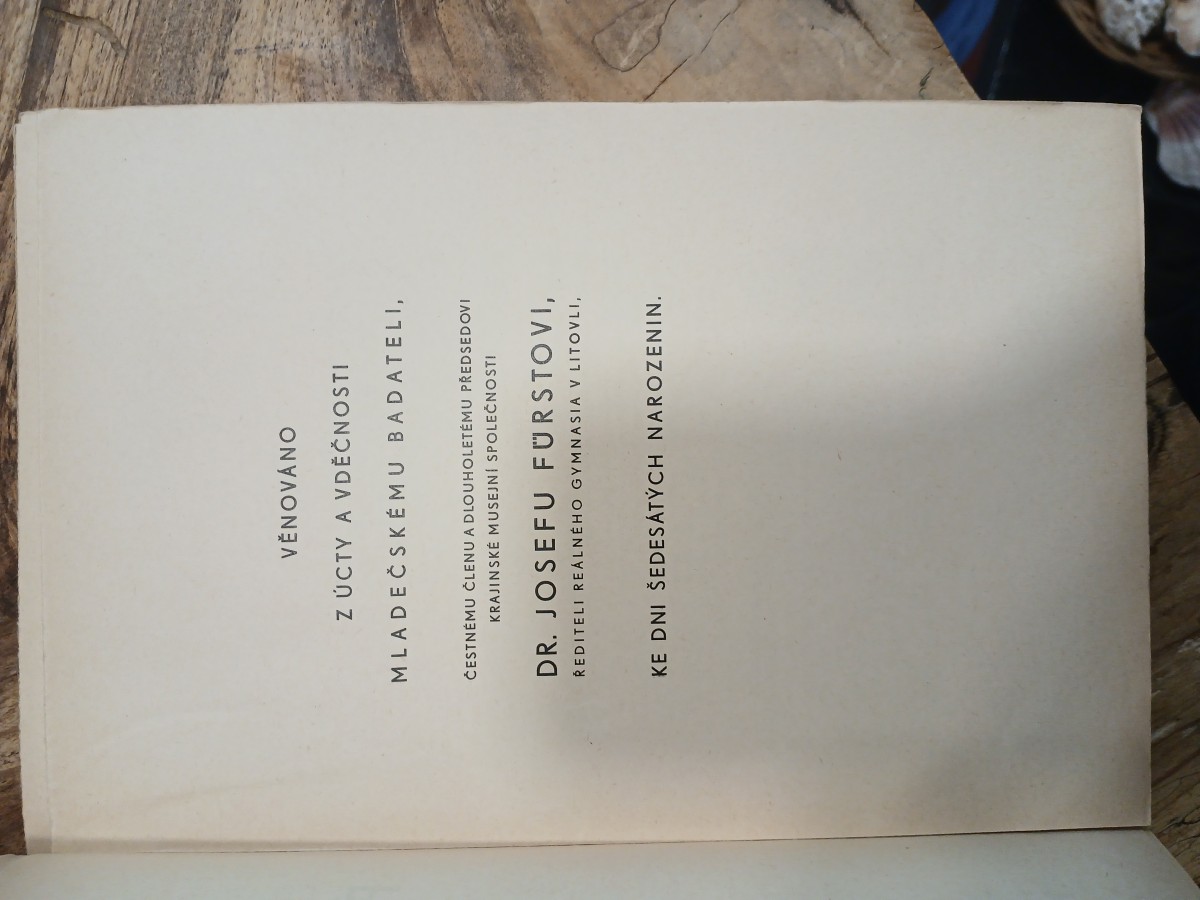 VĚNOVÁNO
Z ÚCTY A VDĚČNOSTI
MLADEČSKÉMU BADATELI,
ČESTNÉMU ČLENU A DLOUHOLETÉMU PŘEDSEDOVI
KRAJINSKÉ MUSEJNÍ SPOLEČNOSTI
DR. JOSEFU FÜRSTOVI,
ŘEDITELI REÁLNÉHO GYMNASIA V LITOVLI,
KE DNI ŠEDESÁTÝCH NAROZENIN.